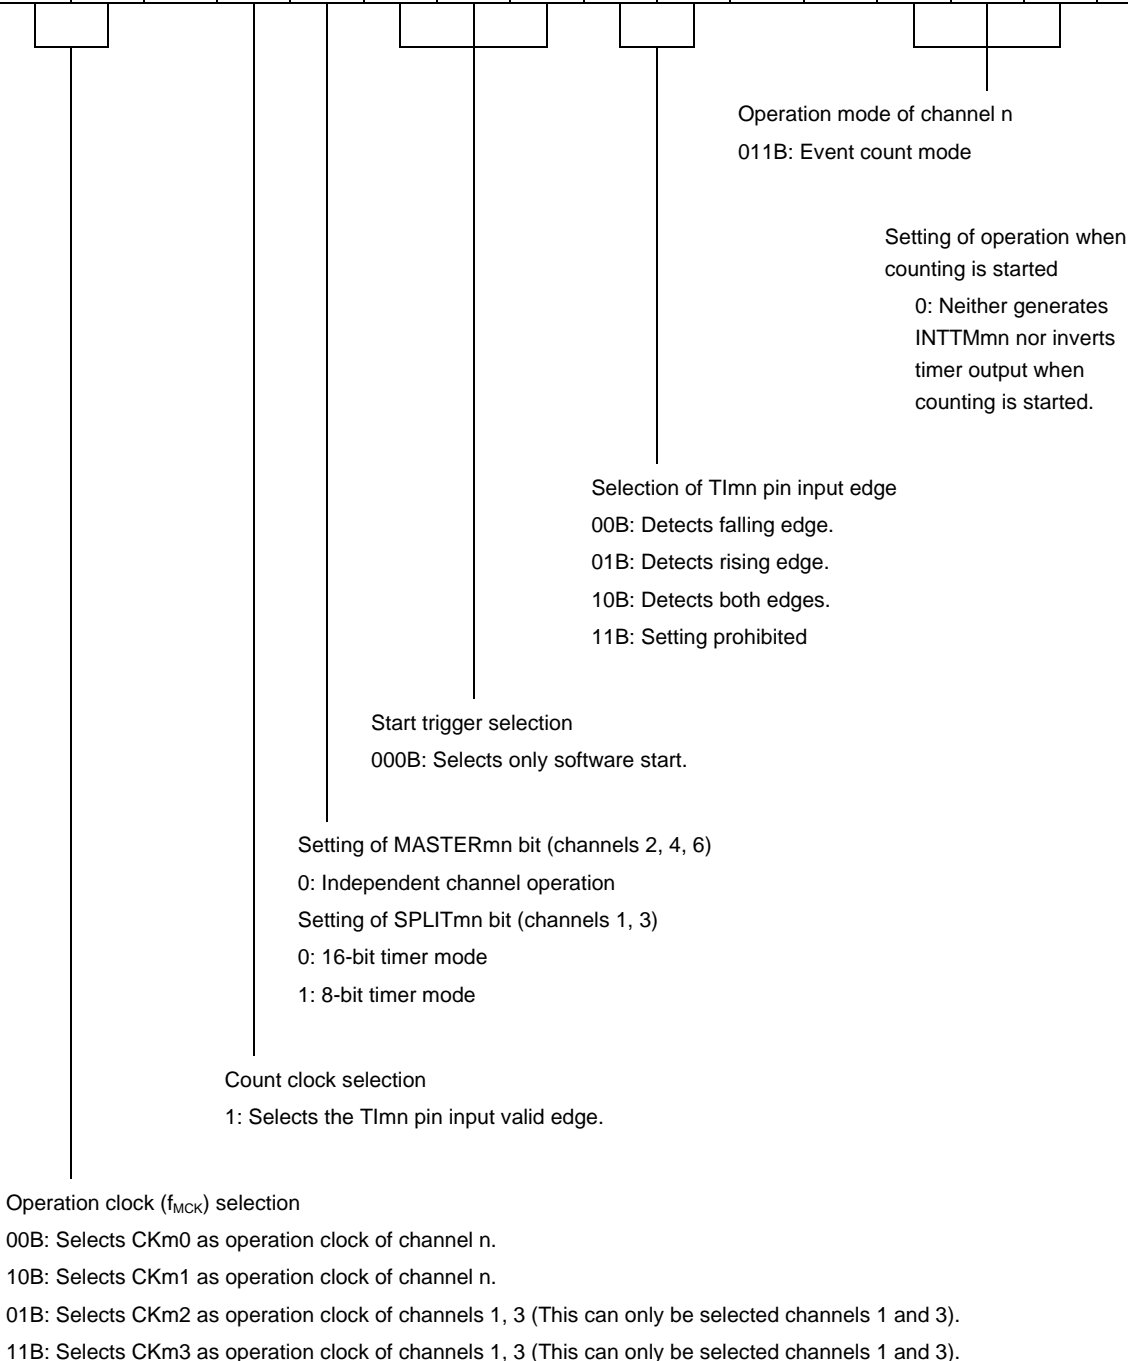 Operation mode of channel n
011B: Event count mode
Setting of operation when
counting is started
0: Neither generates
INTTMmn nor inverts
timer output when
counting is started.
Selection of TImn pin input edge
00B: Detects falling edge.
01B: Detects rising edge.
10B: Detects both edges.
11B: Setting prohibited
Start trigger selection
000B: Selects only software start.
Setting of MASTERmn bit (channels 2, 4, 6)
0: Independent channel operation
Setting of SPLITmn bit (channels 1, 3)
0: 16-bit timer mode
1: 8-bit timer mode
Count clock selection
1: Selects the TImn pin input valid edge.
Operation clock (fMCK) selection
00B: Selects CKm0 as operation clock of channel n.
10B: Selects CKm1 as operation clock of channel n.
01B: Selects CKm2 as operation clock of channels 1, 3 (This can only be selected channels 1 and 3).
11B: Selects CKm3 as operation clock of channels 1, 3 (This can only be selected channels 1 and 3).